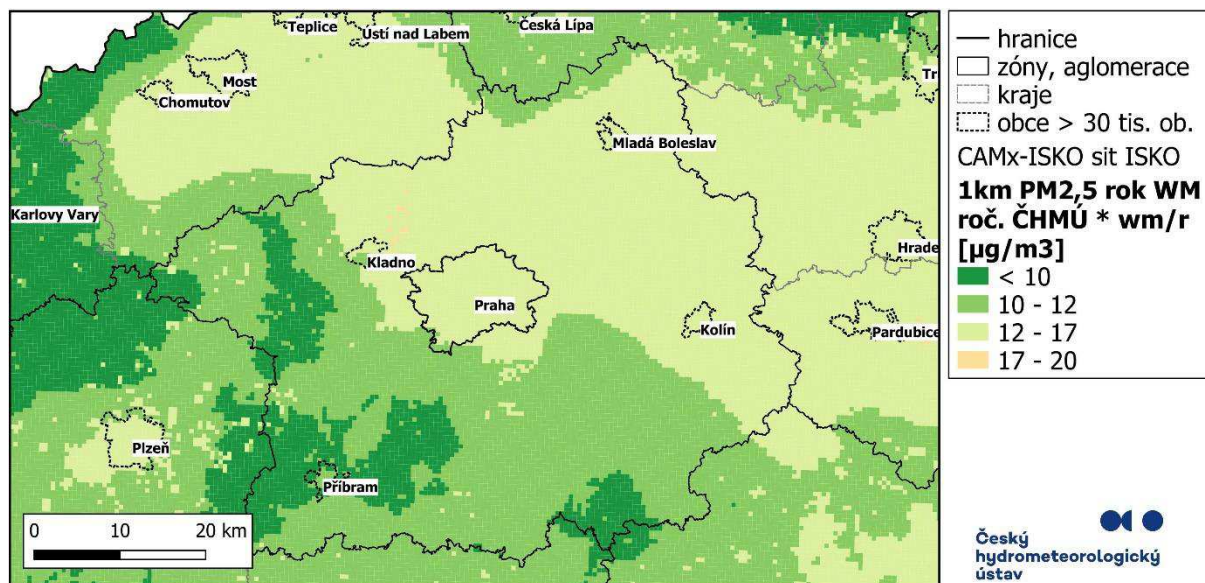 Teplice
Ústí nad Labem
Česká Lípa
Tr
Most
Chomutov
Mladá Boleslav
Karlovy Vary
Hrade
Kladno
Praha
Kolín
Pardubice
Plzeň
Příbram
0 10 20 km
hranice
zóny, aglomerace
kraje
obce > 30 tis. ob.
CAMx-ISKO sit ISKO
1km PM2,5 rok WM
roč. ČHMÚ * wm/r
[µg/m3]
< 10
10 - 12
12 - 17
17 - 20
Český
hydrometeorologický
ústav